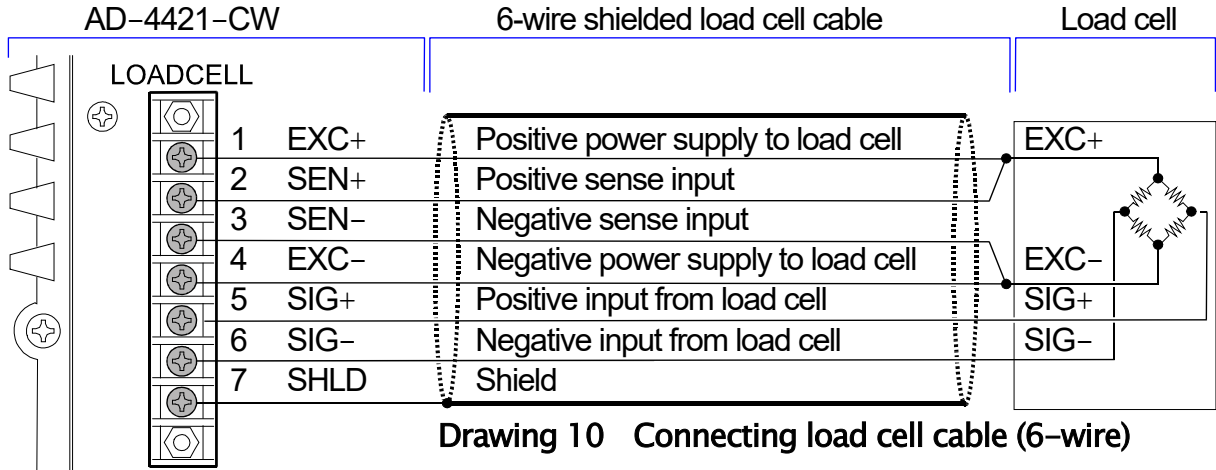 AD-4421-CW 6-wire shielded load cell cable Load cell
LOADCELL
1 EXC+ Positive power supply to load cell EXC+
2 SEN+ Positive sense input
3 SEN- Negative sense input
4 EXC- Negative power supply to load cell EXC-
5 SIG+ Positive input from load cell SIG+
6 SIG- Negative input from load cell SIG-
7 SHLD Shield
Drawing 10 Connecting load cell cable (6-wire)